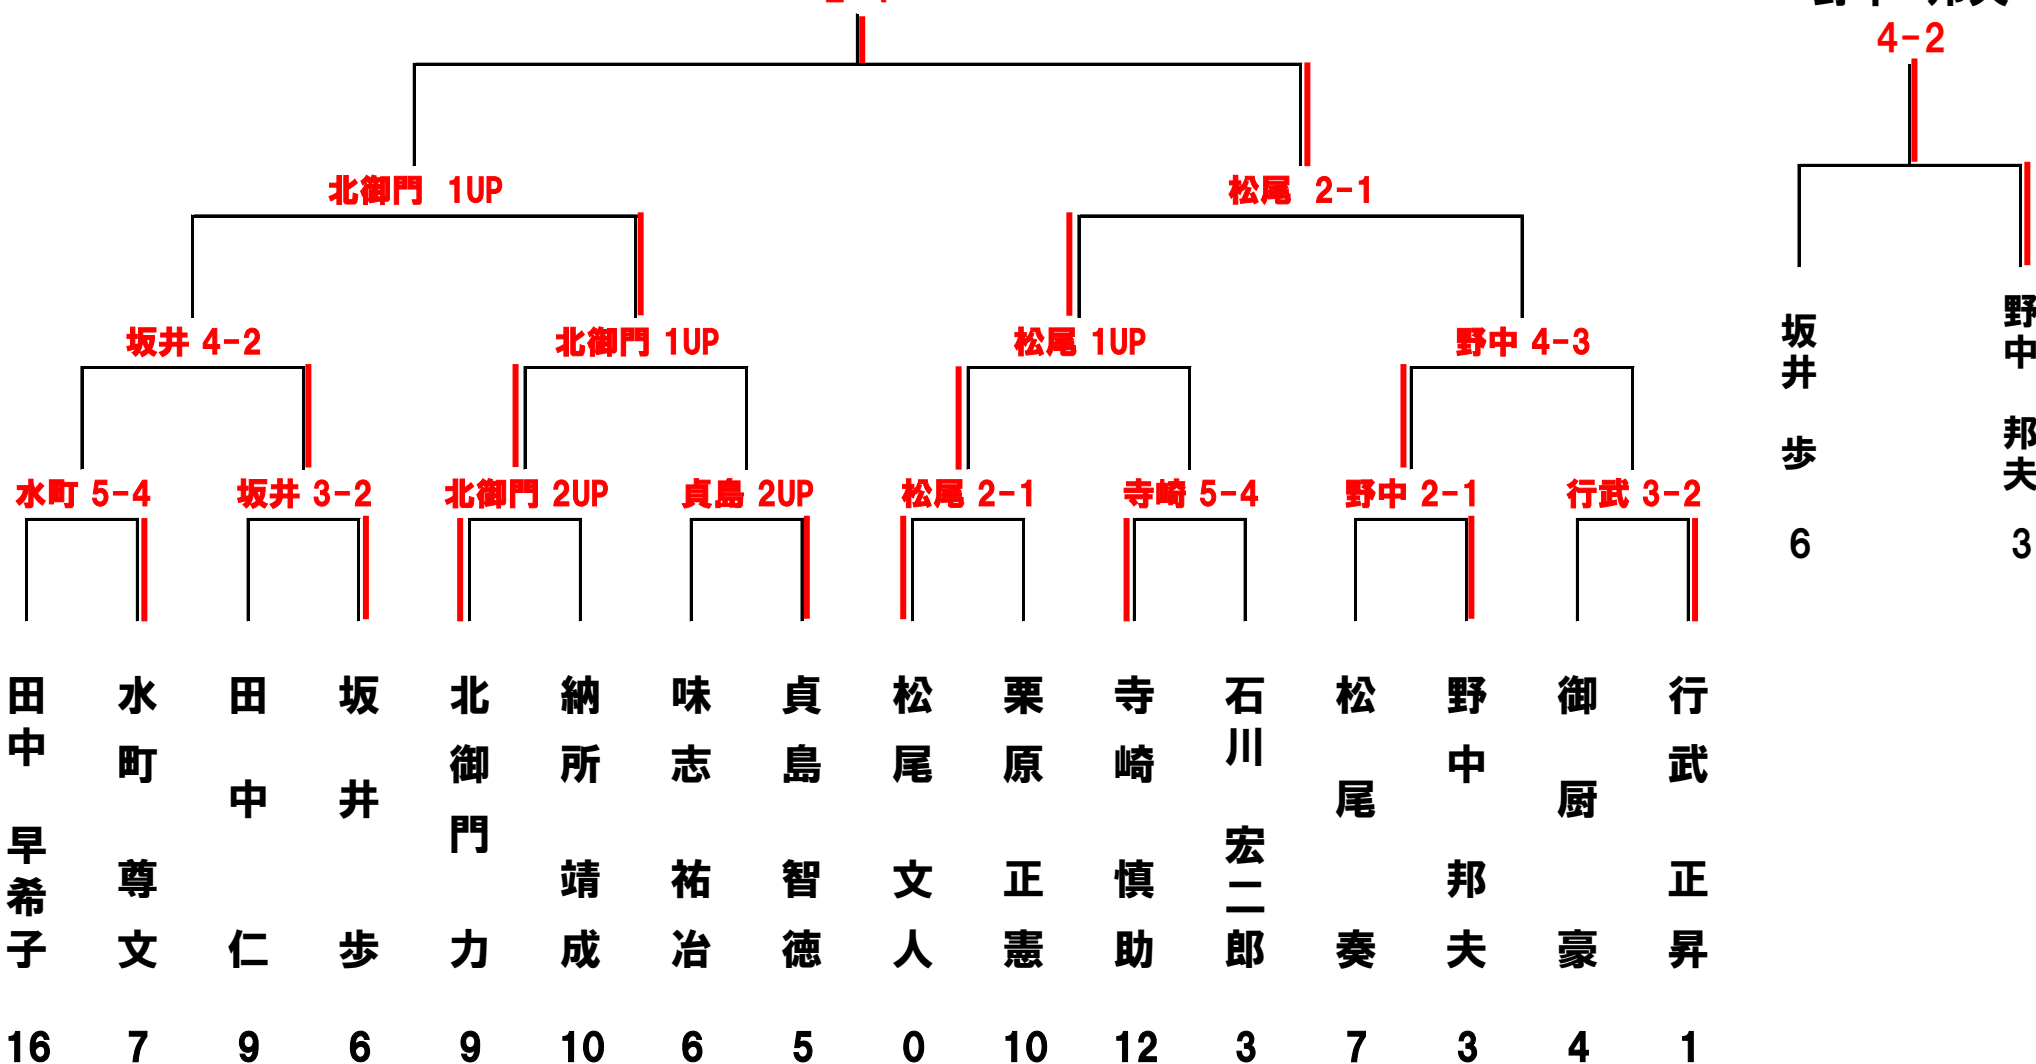 4-2
北御門 1UP
松尾 2-1
坂井 4-2
北御門 1UP
松尾 1UP
野中 4-3
水町 5-4
坂井 3-2
北御門 2UP
貞島 2UP
松尾 2-1
寺崎 5-4
野中 2-1
行武 3-2
坂井 歩
6
野中 邦夫
3
田中 早希子
水町 尊文
田中 仁
坂井 歩
北御門 力
納所 靖成
味志 祐冶
貞島 智徳
松尾 文人
栗原 正憲
寺崎 慎助
石川 宏二郎
松尾 奏
野中 邦夫
御厨 豪
行武 正昇
16 7 9 6 9 10 6 5 0 10 12 3 7 3 4 1